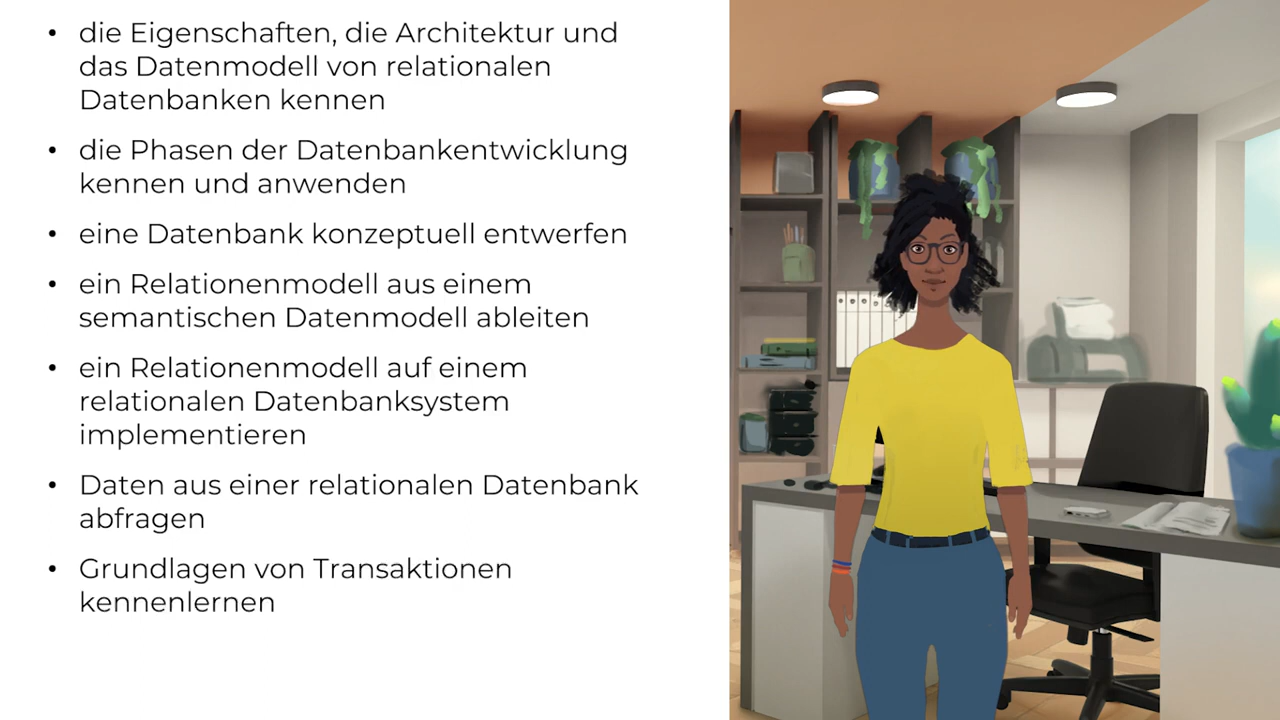 • die Eigenschaften, die Architektur und
das Datenmodell von relationalen
Datenbanken kennen
• die Phasen der Datenbankentwicklung
kennen und anwenden
• eine Datenbank konzeptuell entwerfen
• ein Relationenmodell aus einem
semantischen Datenmodell ableiten
• ein Relationenmodell auf einem
relationalen Datenbanksystem
implementieren
• Daten aus einer relationalen Datenbank
abfragen
• Grundlagen von Transaktionen
kennenlernen